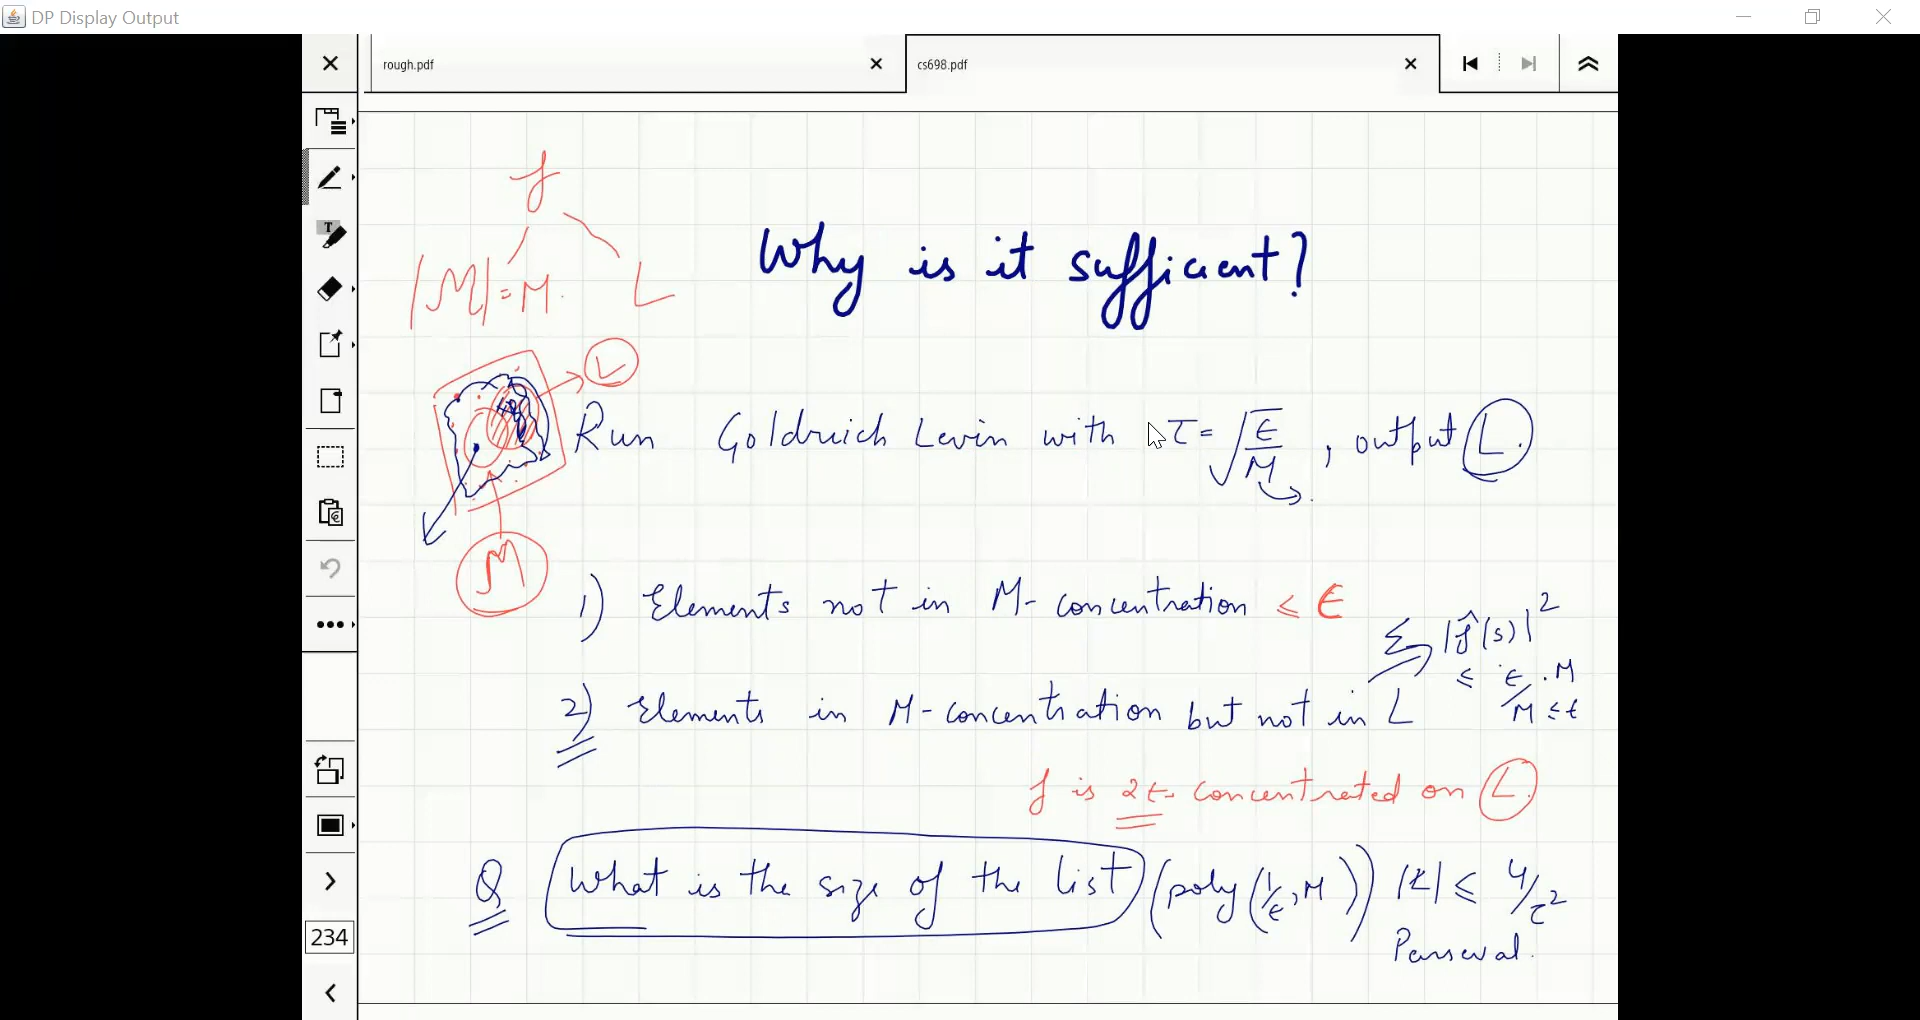 DP Display Output
rough.pdf
cs698.pdf
f
|M| = M. L
Why is it sufficient?
L
Run Goldreich Levin with τ = √(ε/M), output L.
M
1) Elements not in M-concentration ≤ ε
Σ |f̂(s)|²
≤ ε/M . M ≤ ε
2) Elements in M-concentration but not in L
f is 2ε concentrated on L.
Q What is the size of the list (poly(1/ε, M)) |L| ≤ 4/τ²
Parseval.
234